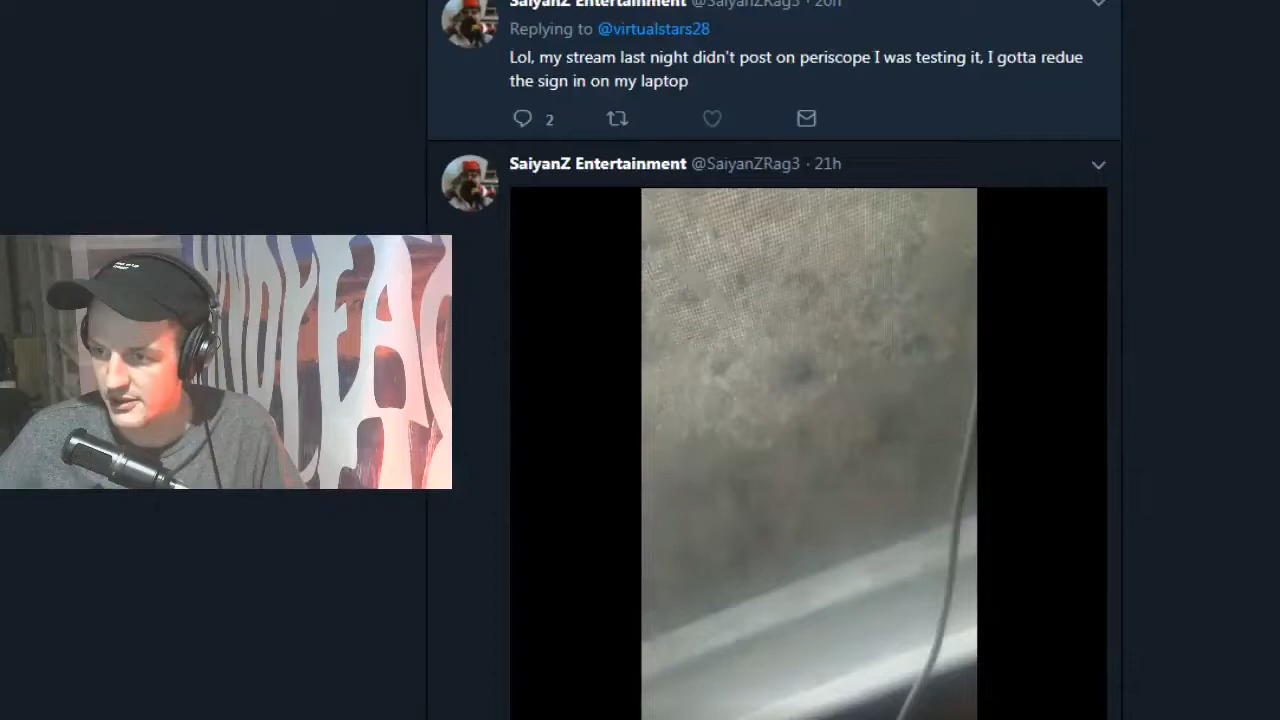 SaiyanZ Entertainment @SaiyanZRag3 · 20h
Replying to @virtualstars28
Lol, my stream last night didn't post on periscope I was testing it, I gotta redue
the sign in on my laptop
2
SaiyanZ Entertainment @SaiyanZRag3 · 21h